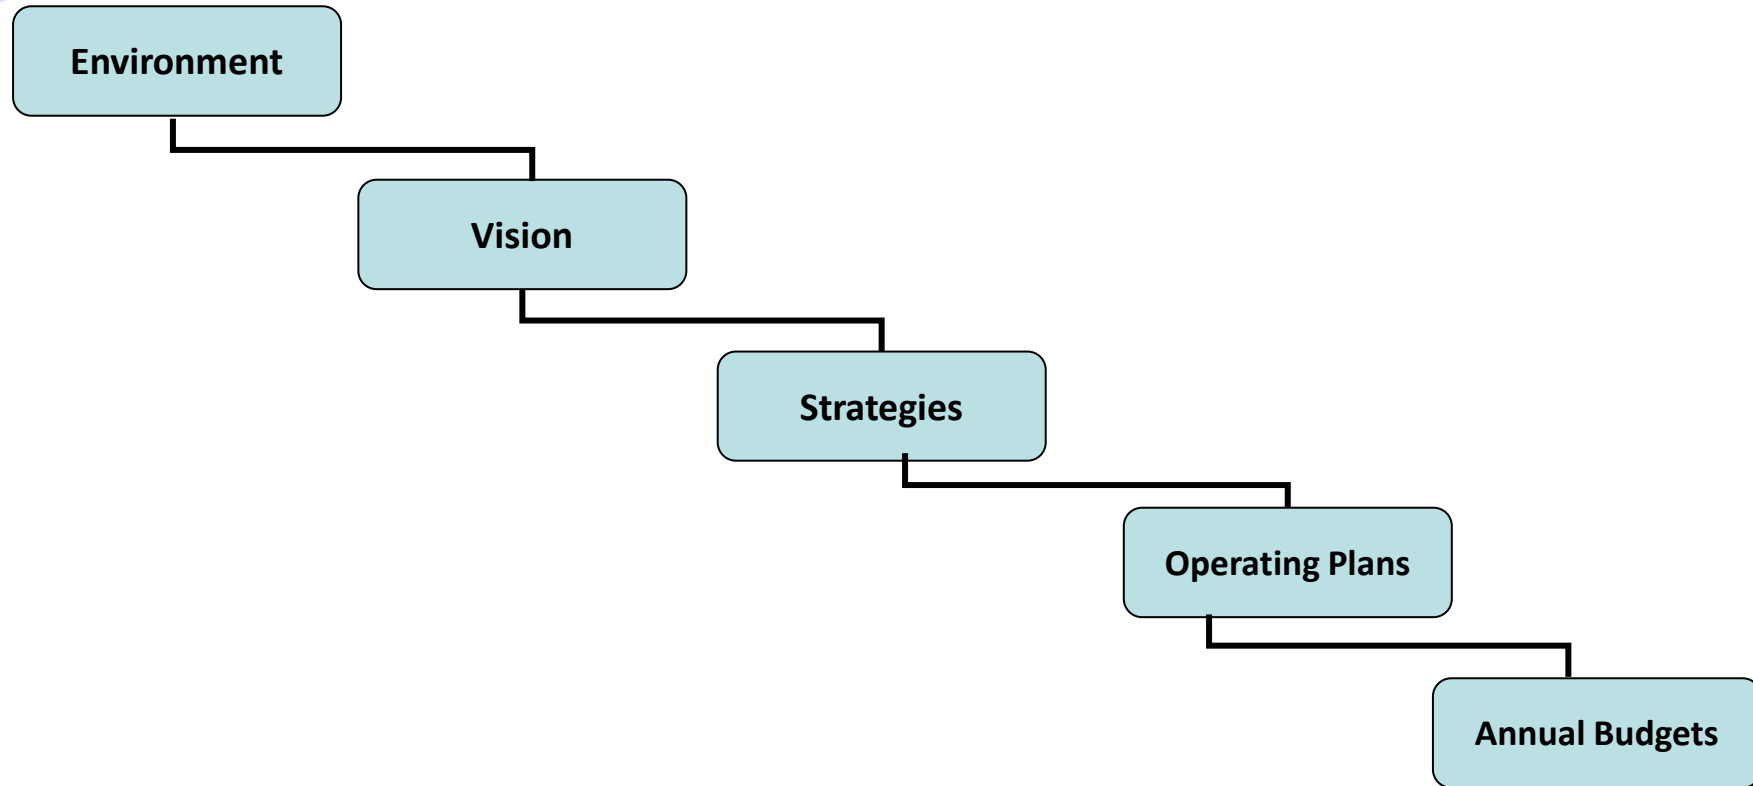 Environment
Vision
Strategies
Operating Plans
Annual Budgets